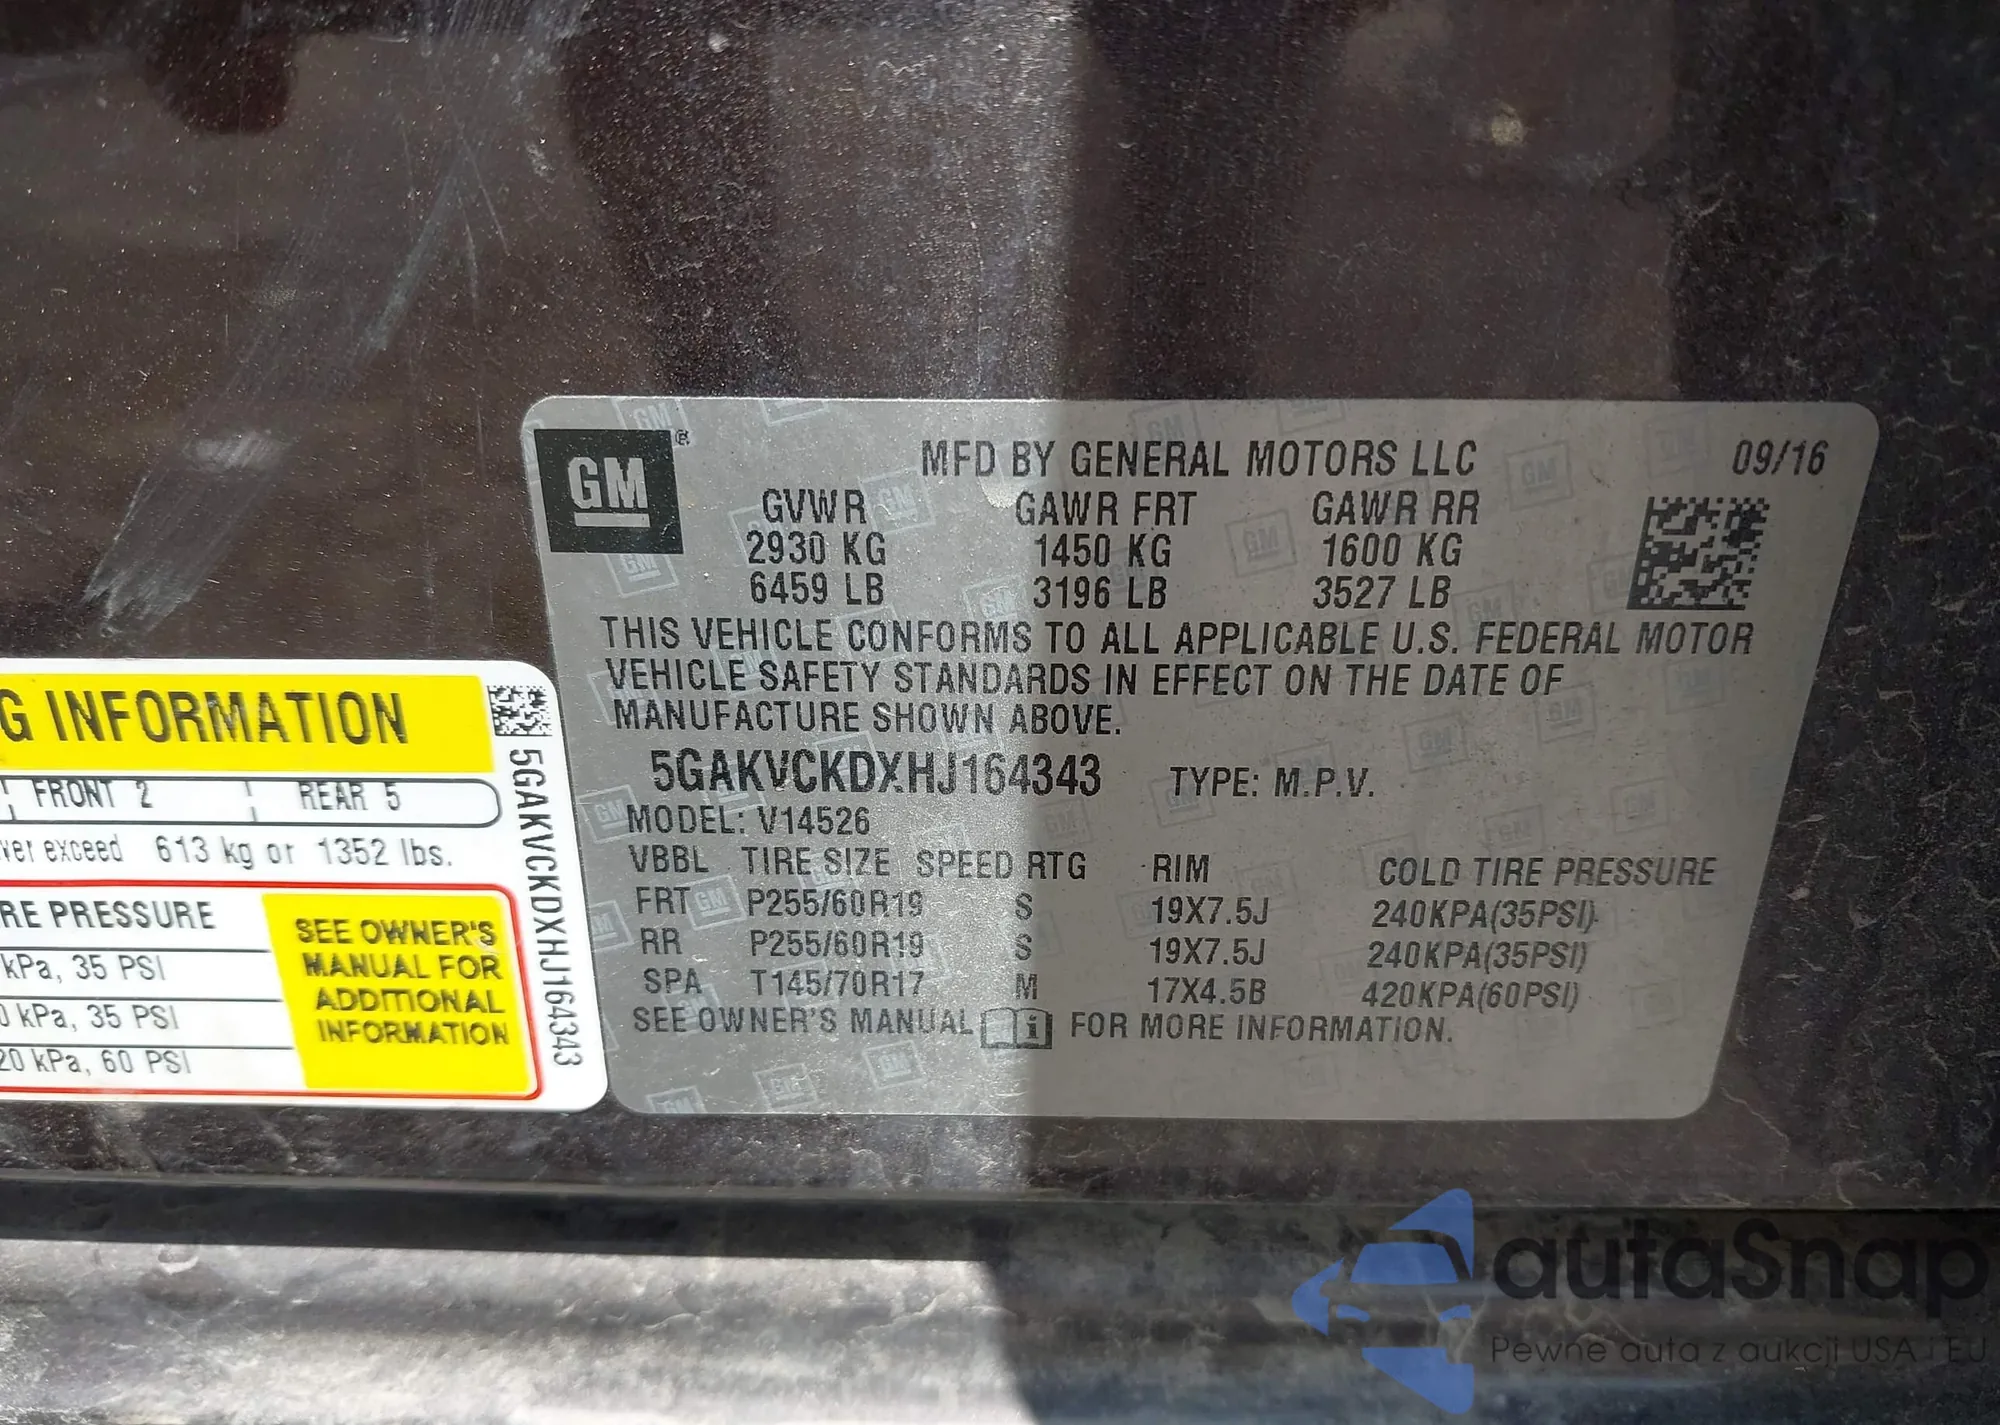 G INFORMATION
FRONT 2 REAR 5
ver exceed 613 kg or 1352 lbs.
RE PRESSURE
kPa, 35 PSI
0 kPa, 35 PSI
20 kPa, 60 PSI
SEE OWNER'S
MANUAL FOR
ADDITIONAL
INFORMATION
5GAKVCKDXHJ164343
GM®
MFD BY GENERAL MOTORS LLC 09/16
GVWR GAWR FRT GAWR RR
2930 KG 1450 KG 1600 KG
6459 LB 3196 LB 3527 LB
THIS VEHICLE CONFORMS TO ALL APPLICABLE U.S. FEDERAL MOTOR
VEHICLE SAFETY STANDARDS IN EFFECT ON THE DATE OF
MANUFACTURE SHOWN ABOVE.
5GAKVCKDXHJ164343 TYPE: M.P.V.
MODEL: V14526
VBBL TIRE SIZE SPEED RTG RIM COLD TIRE PRESSURE
FRT P255/60R19 S 19X7.5J 240KPA(35PSI)
RR P255/60R19 S 19X7.5J 240KPA(35PSI)
SPA T145/70R17 M 17X4.5B 420KPA(60PSI)
SEE OWNER'S MANUAL FOR MORE INFORMATION.
autaSnap
Pewne auta z aukcji USA i EU